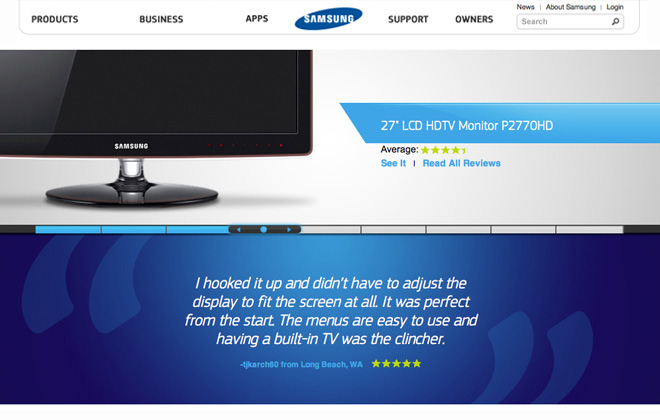 News | About Samsung | Login
PRODUCTS BUSINESS APPS SAMSUNG SUPPORT OWNERS
Search
SAMSUNG
27" LCD HDTV Monitor P2770HD
Average:
See It | Read All Reviews
I hooked it up and didn't have to adjust the
display to fit the screen at all. It was perfect
from the start. The menus are easy to use and
having a built-in TV was the clincher.
-tjkarch60 from Long Beach, WA